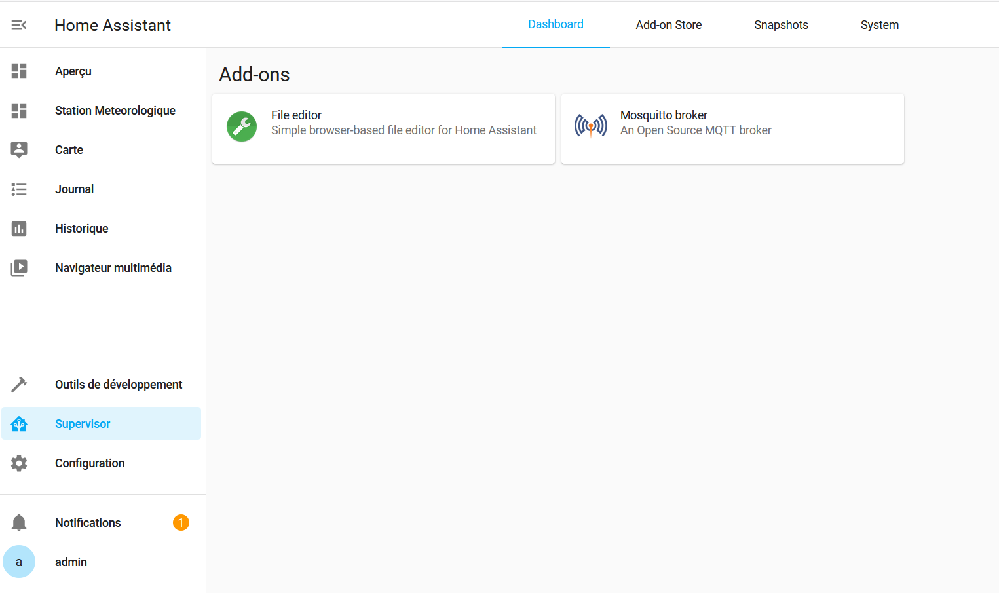 Home Assistant
Dashboard
Add-on Store
Snapshots
System
Aperçu
Station Meteorologique
Carte
Journal
Historique
Navigateur multimédia
Outils de développement
Supervisor
Configuration
Notifications
1
a
admin
Add-ons
File editor
Simple browser-based file editor for Home Assistant
Mosquitto broker
An Open Source MQTT broker